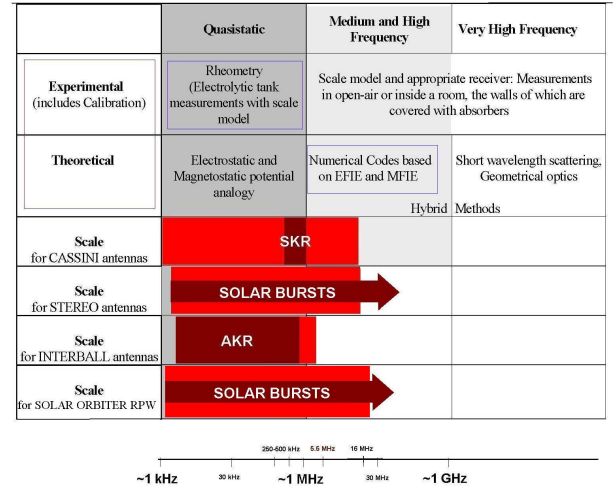 Quasistatic
Medium and High
Frequency
Very High Frequency
Experimental
(includes Calibration)
Rheometry
(Electrolytic tank
measurements with scale
model
Scale model and appropriate receiver: Measurements
in open-air or inside a room, the walls of which are
covered with absorbers
Theoretical
Electrostatic and
Magnetostatic potential
analogy
Numerical Codes based
on EFIE and MFIE
Short wavelength scattering,
Geometrical optics
Hybrid Methods
Scale
for CASSINI antennas
SKR
Scale
for STEREO antennas
SOLAR BURSTS
Scale
for INTERBALL antennas
AKR
Scale
for SOLAR ORBITER RPW
SOLAR BURSTS
250-600 kHz 5.5 MHz 16 MHz
~1 kHz 30 kHz ~1 MHz 30 MHz ~1 GHz